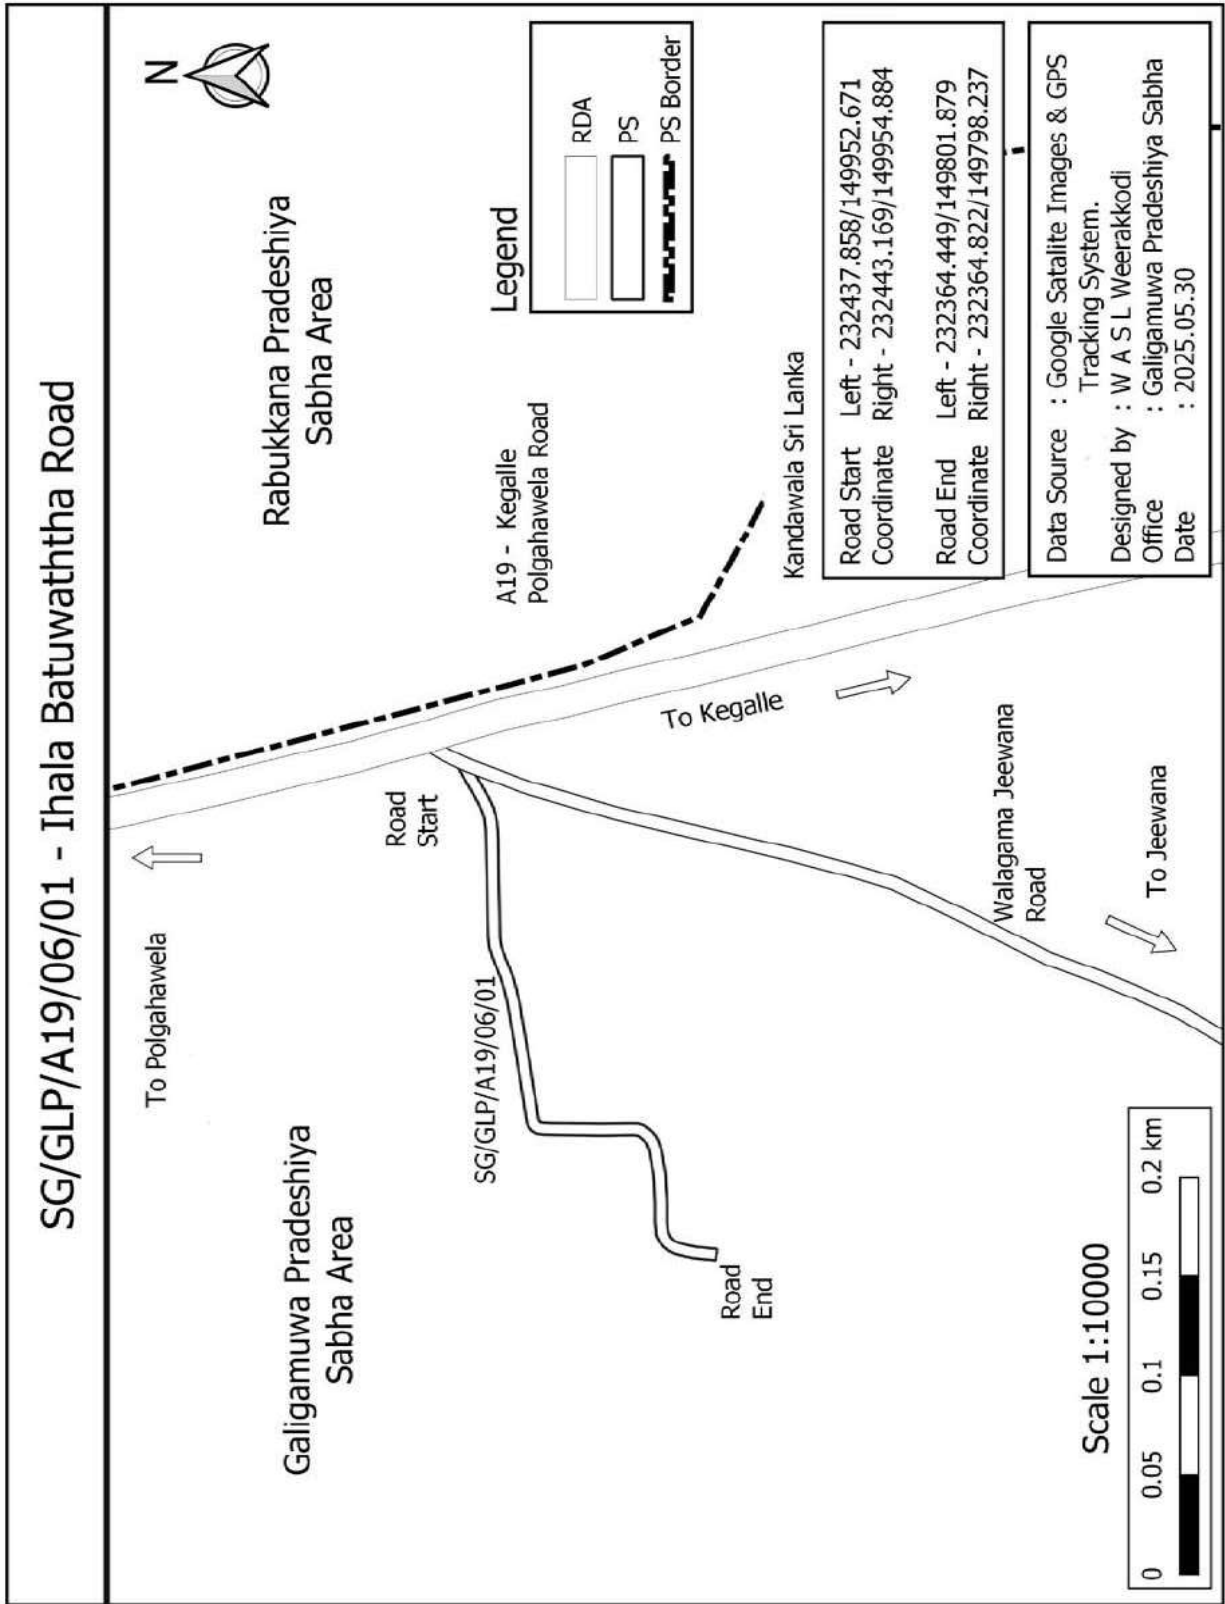 SG/GLP/A19/06/01 - Ihala Batuwaththa Road
N
To Polgahawela
Rabukkana Pradeshiya
Sabha Area
Galigamuwa Pradeshiya
Sabha Area
Road
Start
A19 - Kegalle
Polgahawela Road
Legend
RDA
PS
PS Border
SG/GLP/A19/06/01
To Kegalle
Road
End
Kandawala Sri Lanka
Road Start Left - 232437.858/149952.671
Coordinate Right - 232443.169/149954.884
Road End Left - 232364.449/149801.879
Coordinate Right - 232364.822/149798.237
Walagama Jeewana
Road
To Jeewana
Data Source : Google Satalite Images & GPS
Tracking System.
Designed by : W A S L Weerakkodi
Office : Galigamuwa Pradeshiya Sabha
Date : 2025.05.30
Scale 1:10000
0 0.05 0.1 0.15 0.2 km